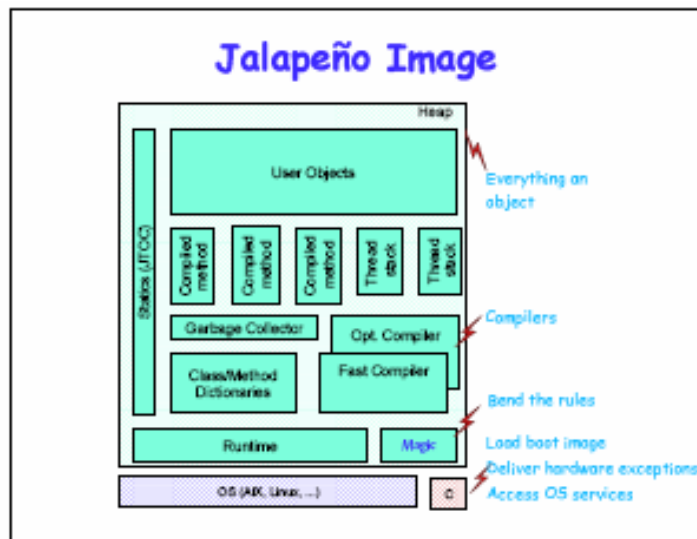 Jalapeño Image
Heap
User Objects
Everything an
object
Statics (JTOC)
Compiled
method
Compiled
method
Compiled
method
Thread
stack
Thread
stack
Garbage Collector
Opt. Compiler
Compilers
Class/Method
Dictionaries
Fast Compiler
Bend the rules
Runtime
Magic
Load boot image
Deliver hardware exceptions
OS (AIX, Linux, ...)
C
Access OS services